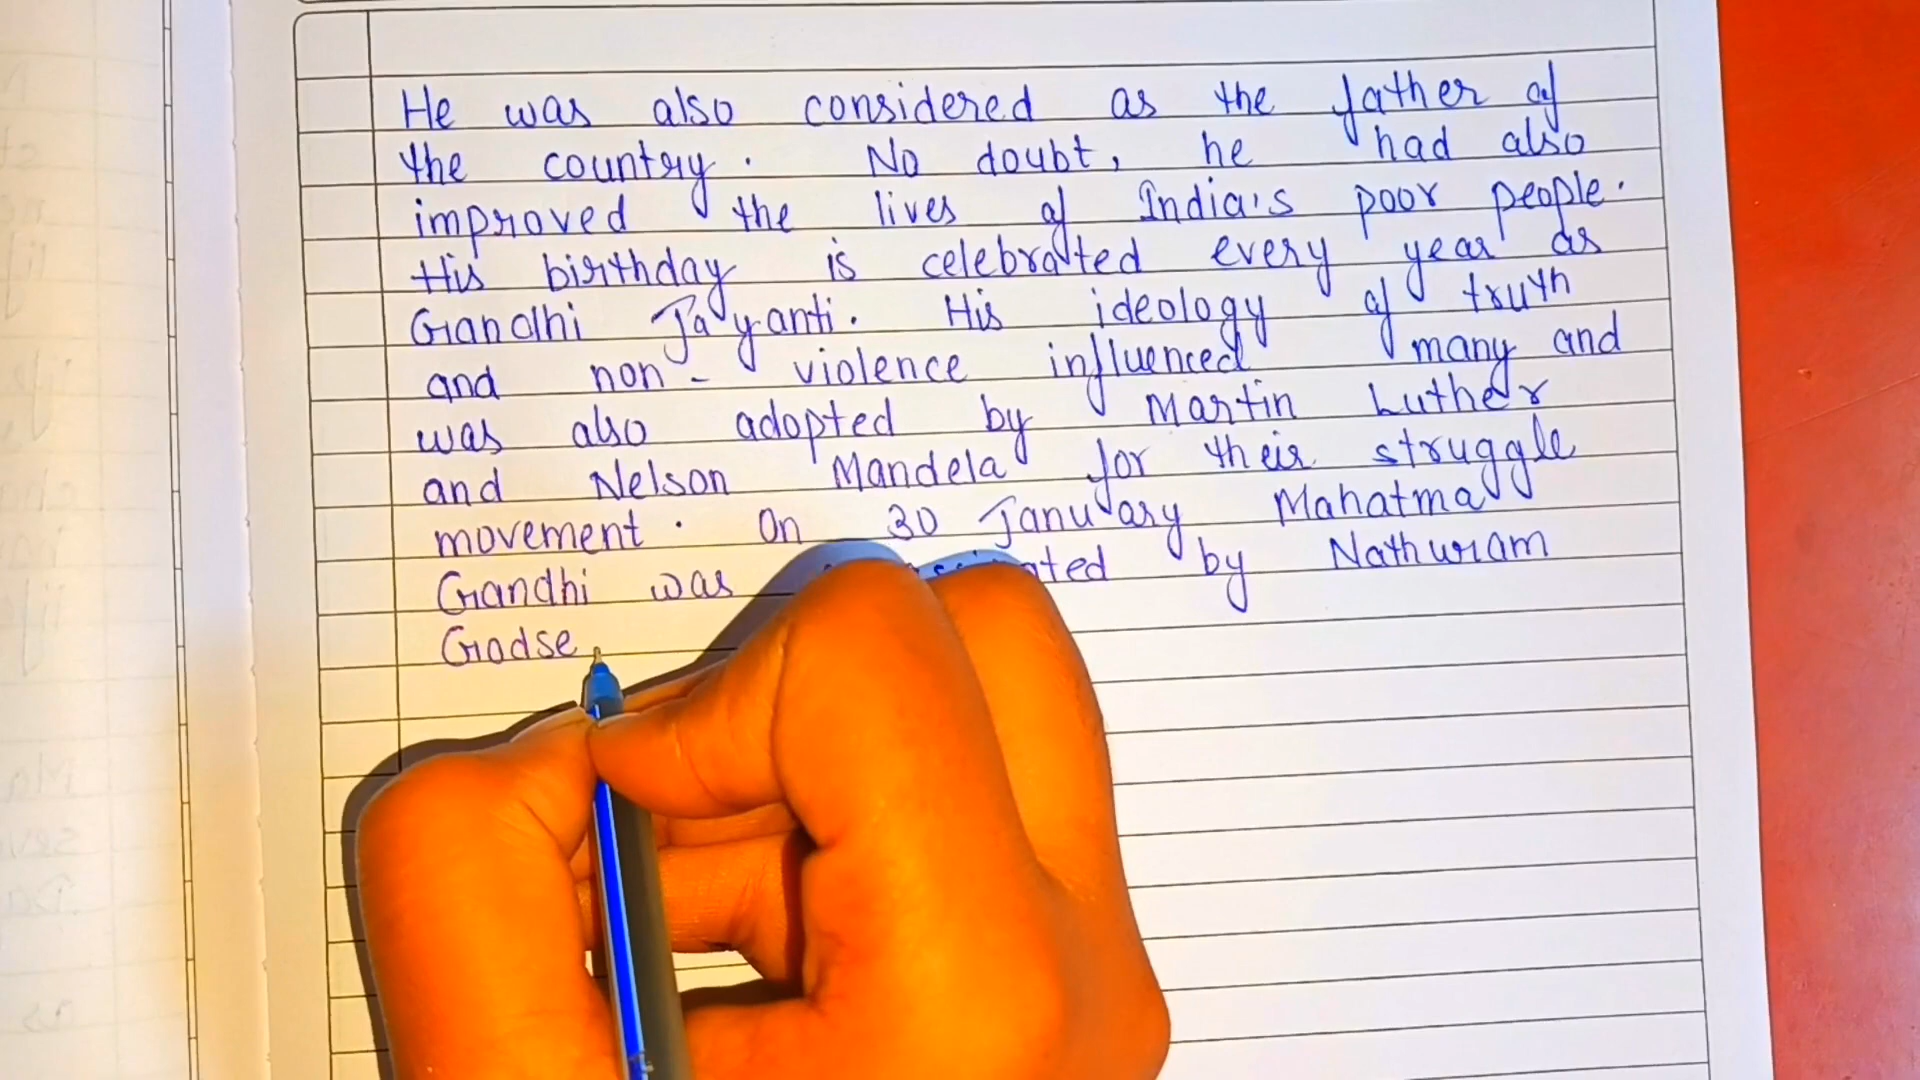 He was also considered as the father of
the country. No doubt, he had also
improved the lives of India's poor people.
His birthday is celebrated every year as
Gandhi Jayanti. His ideology of truth
and non-violence influenced many and
was also adopted by Martin Luther
and Nelson Mandela for their struggle
movement. On 30 January Mahatma
Gandhi was by Nathuram
Godse.